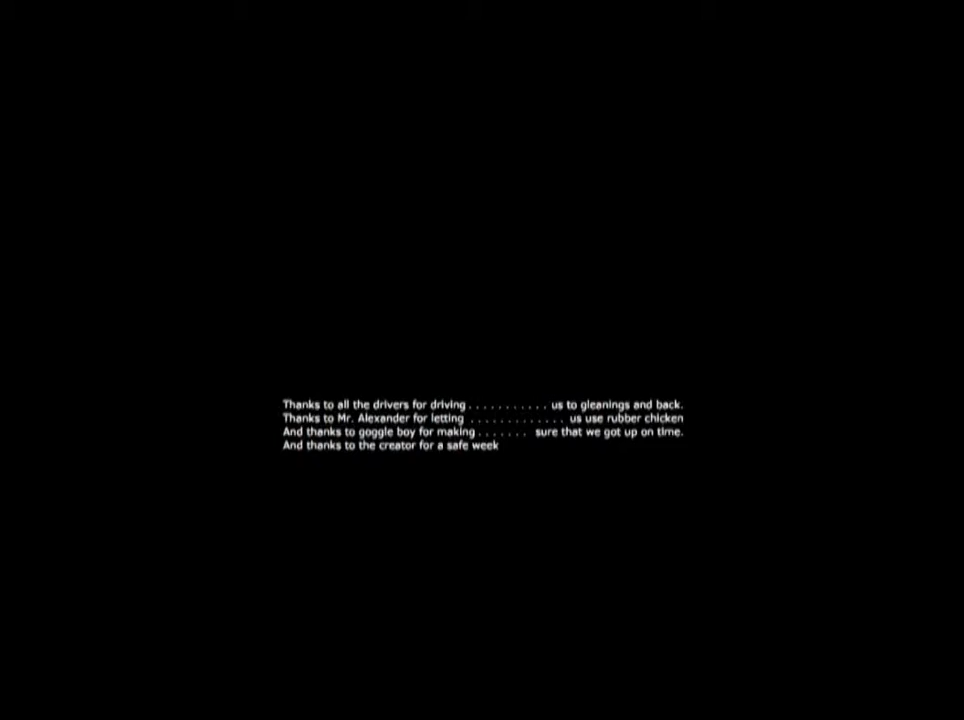 Thanks to all the drivers for driving . . . . . . . . . . . us to gleanings and back.
Thanks to Mr. Alexander for letting . . . . . . . . . . . . . us use rubber chicken
And thanks to goggle boy for making . . . . . . . sure that we got up on time.
And thanks to the creator for a safe week